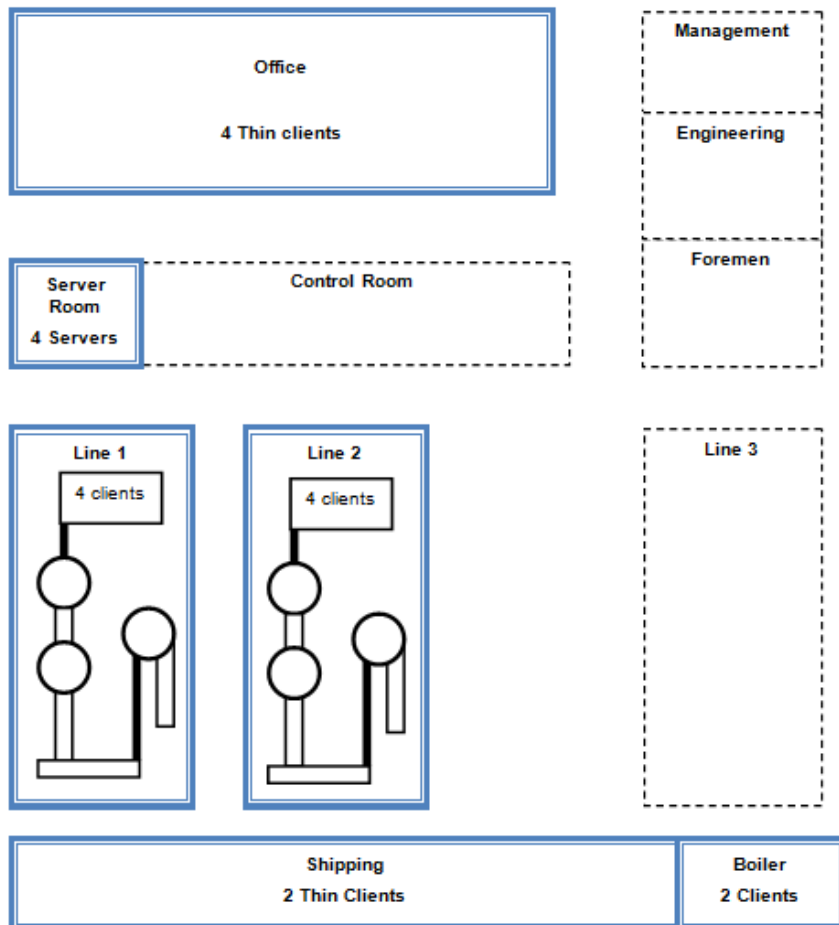 Office
4 Thin clients
Management
Engineering
Foremen
Server
Room
4 Servers
Control Room
Line 1
4 clients
Line 2
4 clients
Line 3
Shipping
2 Thin Clients
Boiler
2 Clients